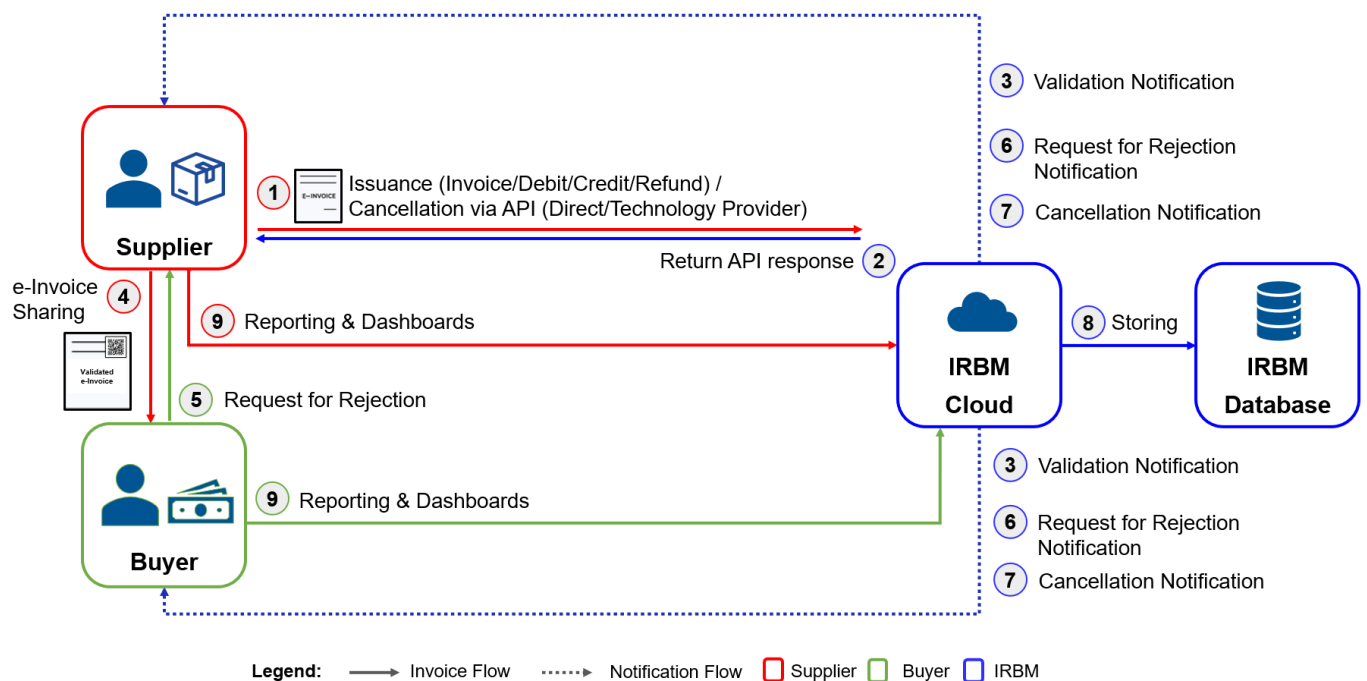 3 Validation Notification
6 Request for Rejection
Notification
7 Cancellation Notification
Supplier
1
E-INVOICE
Issuance (Invoice/Debit/Credit/Refund) /
Cancellation via API (Direct/Technology Provider)
Return API response 2
e-Invoice
Sharing
4
Validated
e-Invoice
9 Reporting & Dashboards
5 Request for Rejection
IRBM
Cloud
8 Storing
IRBM
Database
Buyer
9 Reporting & Dashboards
3 Validation Notification
6 Request for Rejection
Notification
7 Cancellation Notification
Legend: Invoice Flow Notification Flow Supplier Buyer IRBM